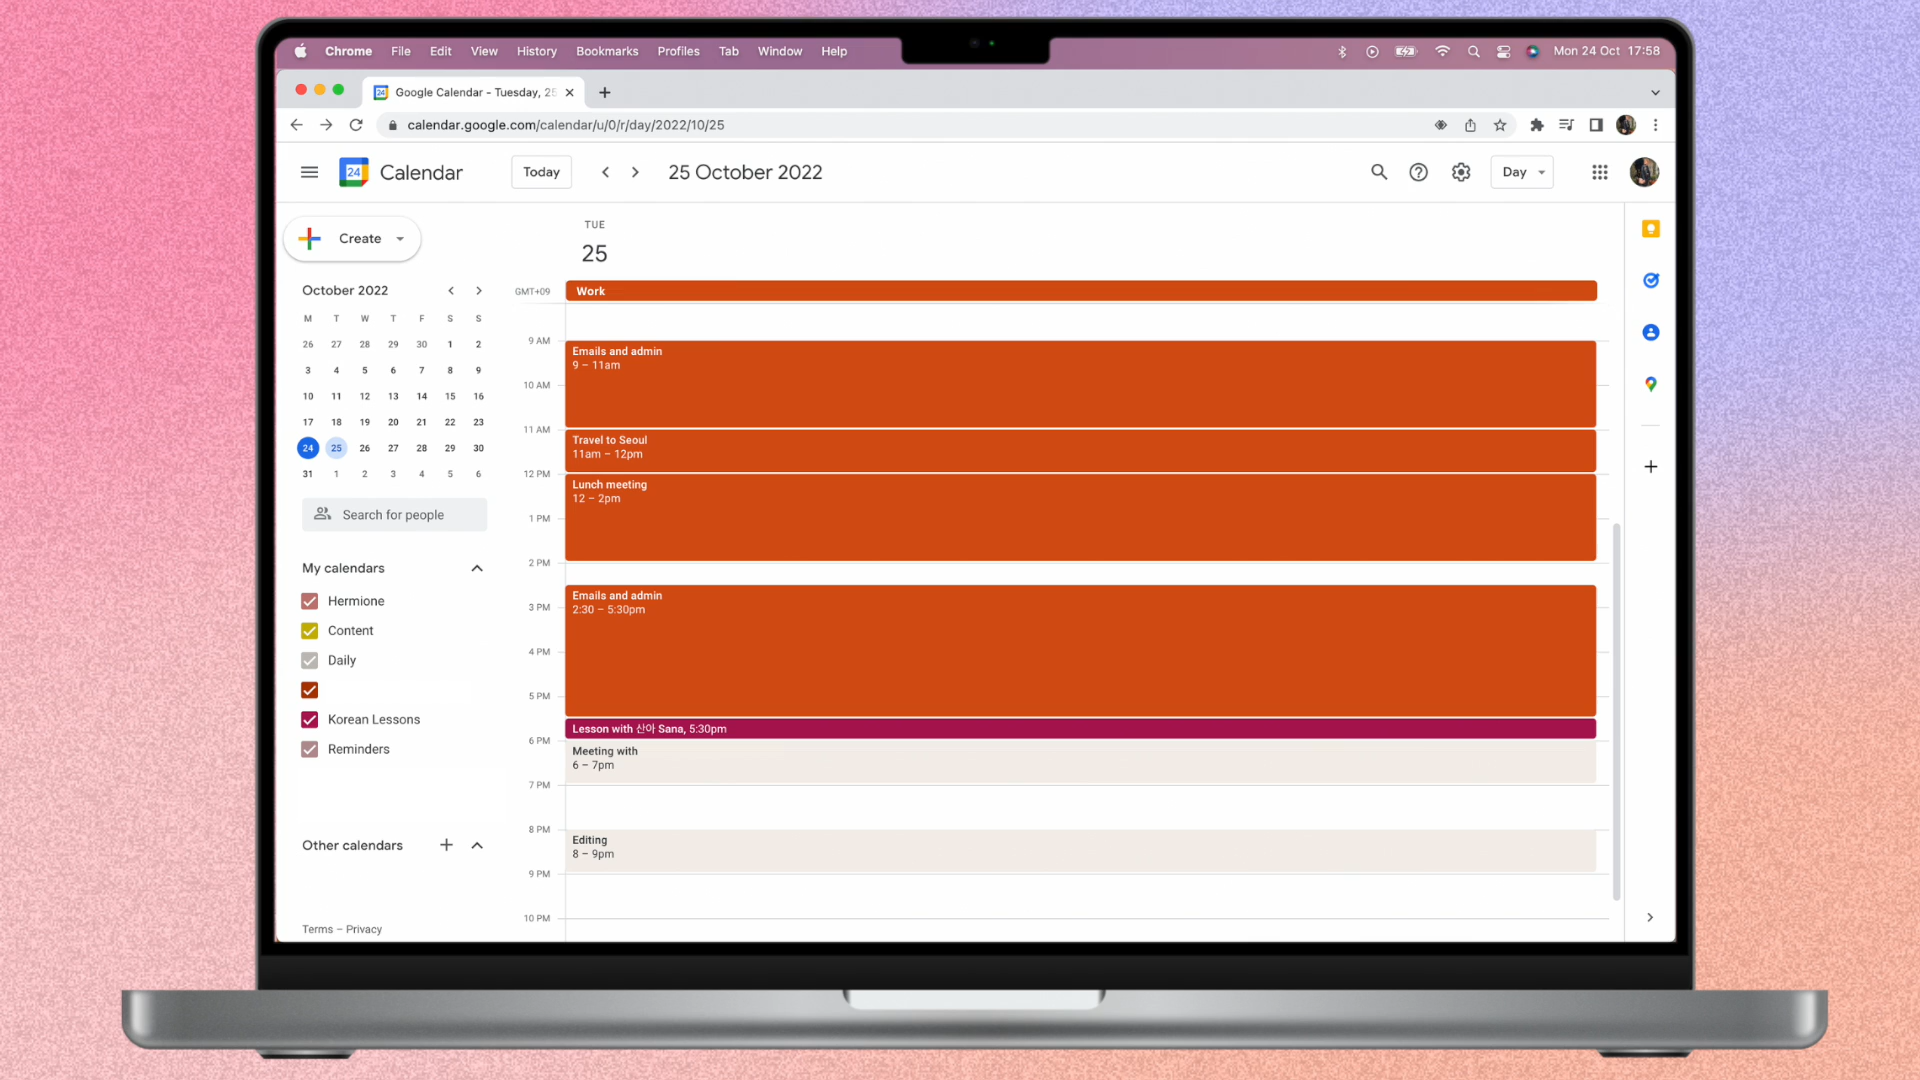 Chrome File Edit View History Bookmarks Profiles Tab Window Help
Mon 24 Oct 17:58
24 Google Calendar - Tuesday, 25
calendar.google.com/calendar/u/0/r/day/2022/10/25
24 Calendar
Today
25 October 2022
Day
Create
TUE
25
October 2022
M T W T F S S
26 27 28 29 30 1 2
3 4 5 6 7 8 9
10 11 12 13 14 15 16
17 18 19 20 21 22 23
24 25 26 27 28 29 30
31 1 2 3 4 5 6
Search for people
My calendars
Hermione
Content
Daily
Korean Lessons
Reminders
Other calendars
Terms – Privacy
GMT+09
Work
9 AM
Emails and admin
9 – 11am
10 AM
11 AM
Travel to Seoul
11am – 12pm
12 PM
Lunch meeting
12 – 2pm
1 PM
2 PM
Emails and admin
2:30 – 5:30pm
3 PM
4 PM
5 PM
Lesson with 산아 Sana, 5:30pm
6 PM
Meeting with
6 – 7pm
7 PM
8 PM
Editing
8 – 9pm
9 PM
10 PM